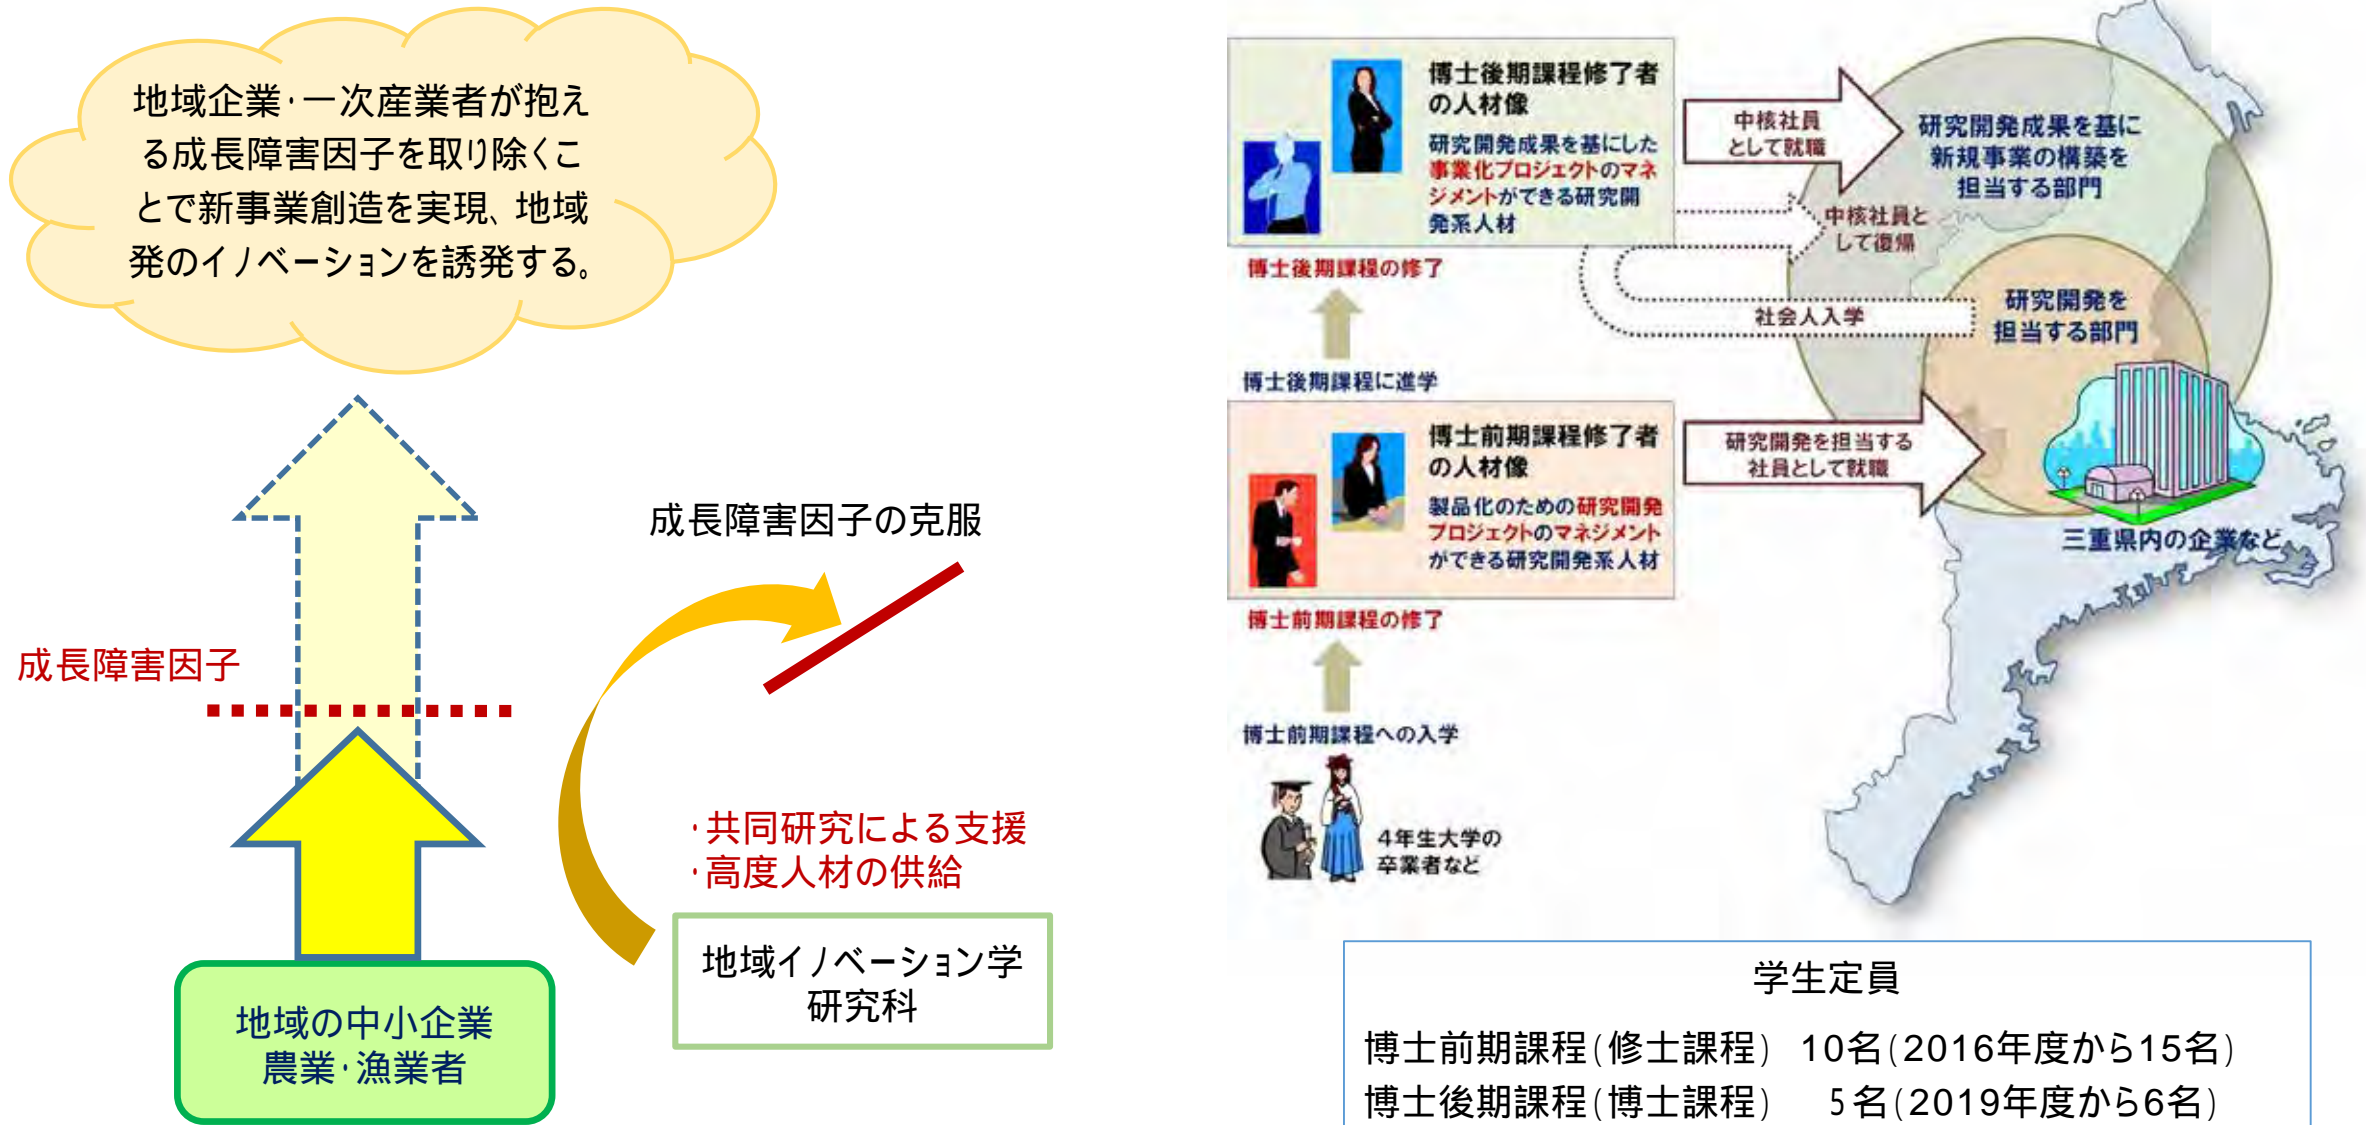 地域企業・一次産業者が抱え
る成長障害因子を取り除くこ
とで新事業創造を実現、地域
発のイノベーションを誘発する。
成長障害因子の克服
成長障害因子
・共同研究による支援
・高度人材の供給
地域イノベーション学
研究科
地域の中小企業
農業・漁業者
博士後期課程修了者
の人材像
研究開発成果を基にした
事業化プロジェクトのマネ
ジメントができる研究開
発系人材
中核社員
として就職
研究開発成果を基に
新規事業の構築を
担当する部門
中核社員と
して復帰
博士後期課程の修了
社会人入学
研究開発を
担当する部門
博士後期課程に進学
博士前期課程修了者
の人材像
製品化のための研究開発
プロジェクトのマネジメント
ができる研究開発系人材
研究開発を担当する
社員として就職
三重県内の企業など
博士前期課程の修了
博士前期課程への入学
4年生大学の
卒業者など
学生定員
博士前期課程(修士課程) 10名(2016年度から15名)
博士後期課程(博士課程) 5名(2019年度から6名)